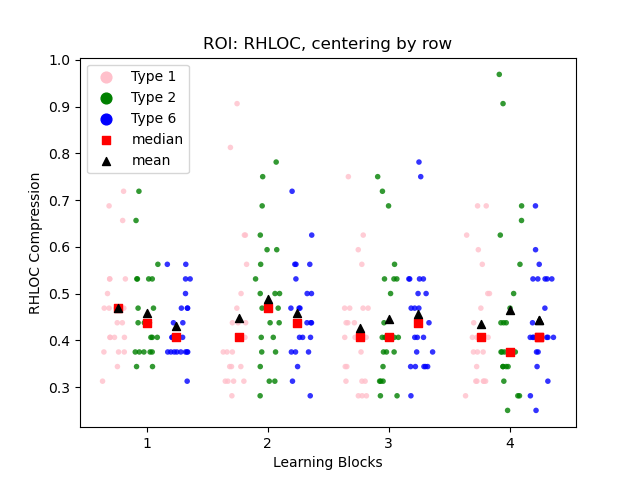 ROI: RHLOC, centering by row
Type 1
Type 2
Type 6
median
mean
1.0
0.9
0.8
0.7
0.6
0.5
0.4
0.3
RHLOC Compression
1 2 3 4
Learning Blocks